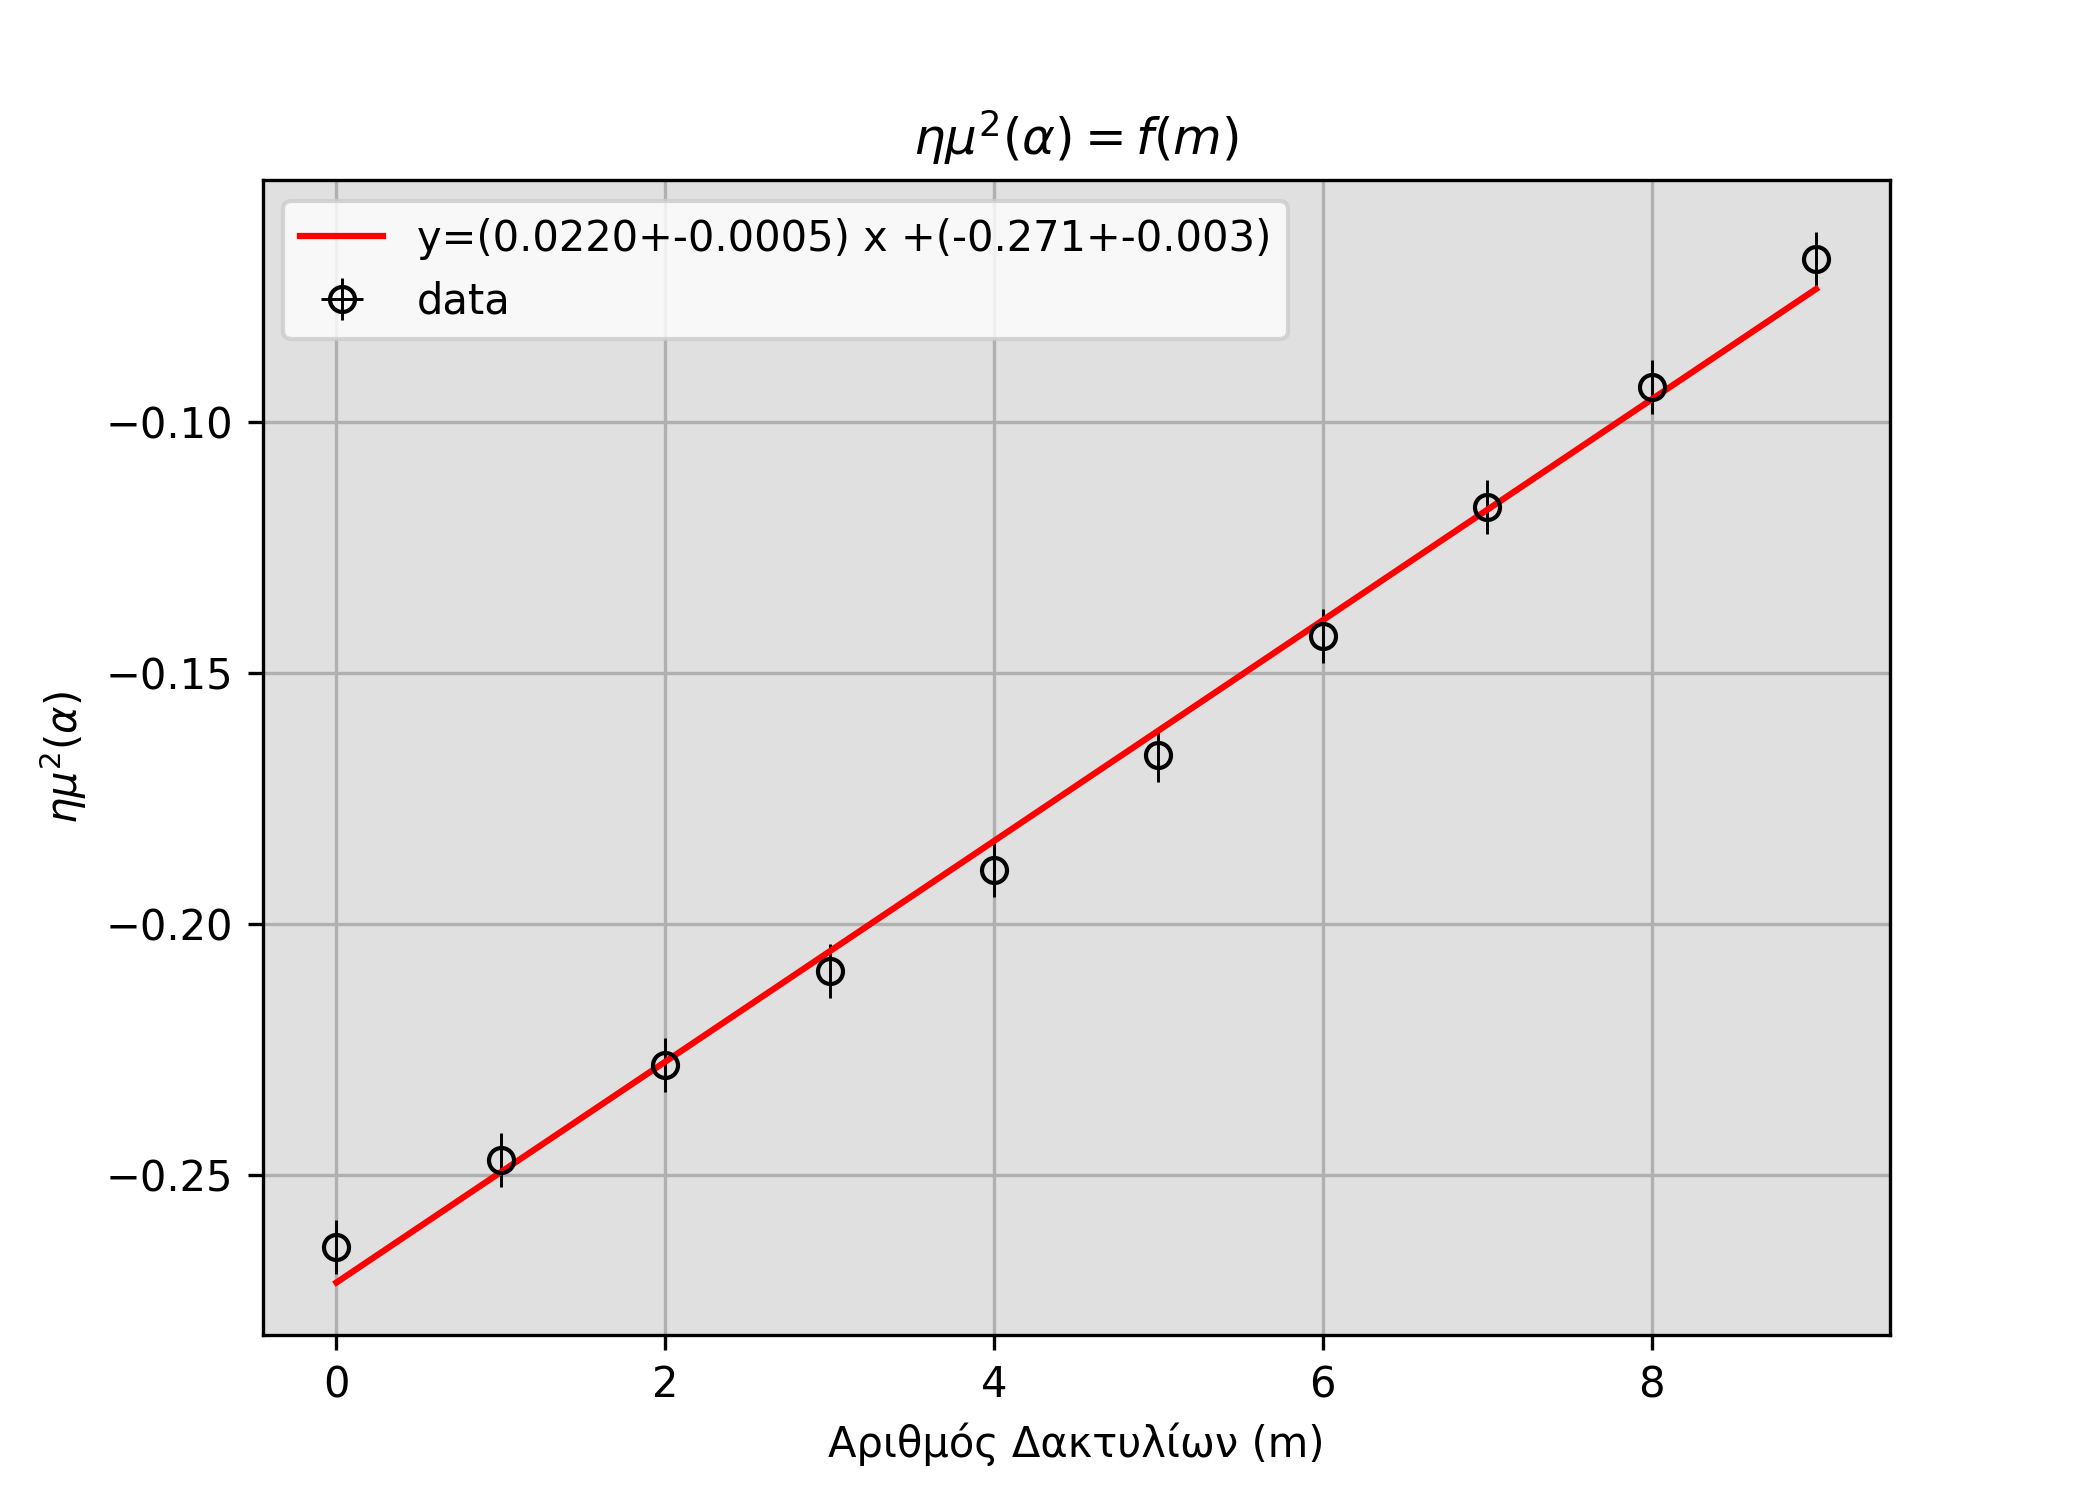 ημ²(α) = f(m)
y=(0.0220+-0.0005) x +(-0.271+-0.003)
data
ημ²(α)
−0.10
−0.15
−0.20
−0.25
0 2 4 6 8
Αριθμός Δακτυλίων (m)